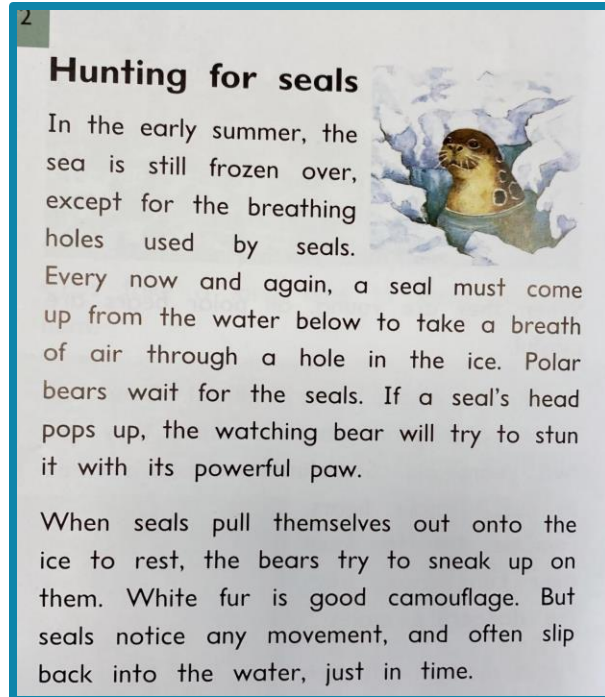 2
Hunting for seals
In the early summer, the
sea is still frozen over,
except for the breathing
holes used by seals.
Every now and again, a seal must come
up from the water below to take a breath
of air through a hole in the ice. Polar
bears wait for the seals. If a seal's head
pops up, the watching bear will try to stun
it with its powerful paw.
When seals pull themselves out onto the
ice to rest, the bears try to sneak up on
them. White fur is good camouflage. But
seals notice any movement, and often slip
back into the water, just in time.